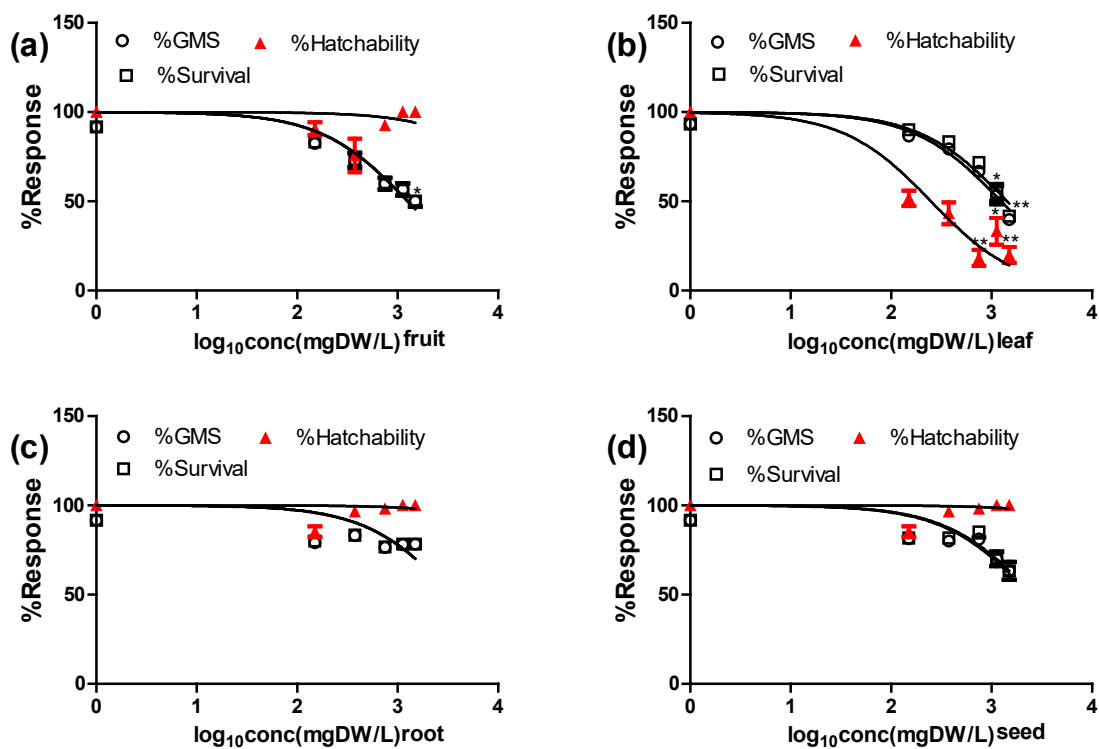 (a)
%GMS %Hatchability
%Survival
150
100
50
0
%Response
0 1 2 3 4
*
log₁₀conc(mgDW/L)fruit
(b)
%GMS %Hatchability
%Survival
150
100
50
0
%Response
0 1 2 3 4
*
* **
** **
log₁₀conc(mgDW/L)leaf
(c)
%GMS %Hatchability
%Survival
150
100
50
0
%Response
0 1 2 3 4
log₁₀conc(mgDW/L)root
(d)
%GMS %Hatchability
%Survival
150
100
50
0
%Response
0 1 2 3 4
log₁₀conc(mgDW/L)seed